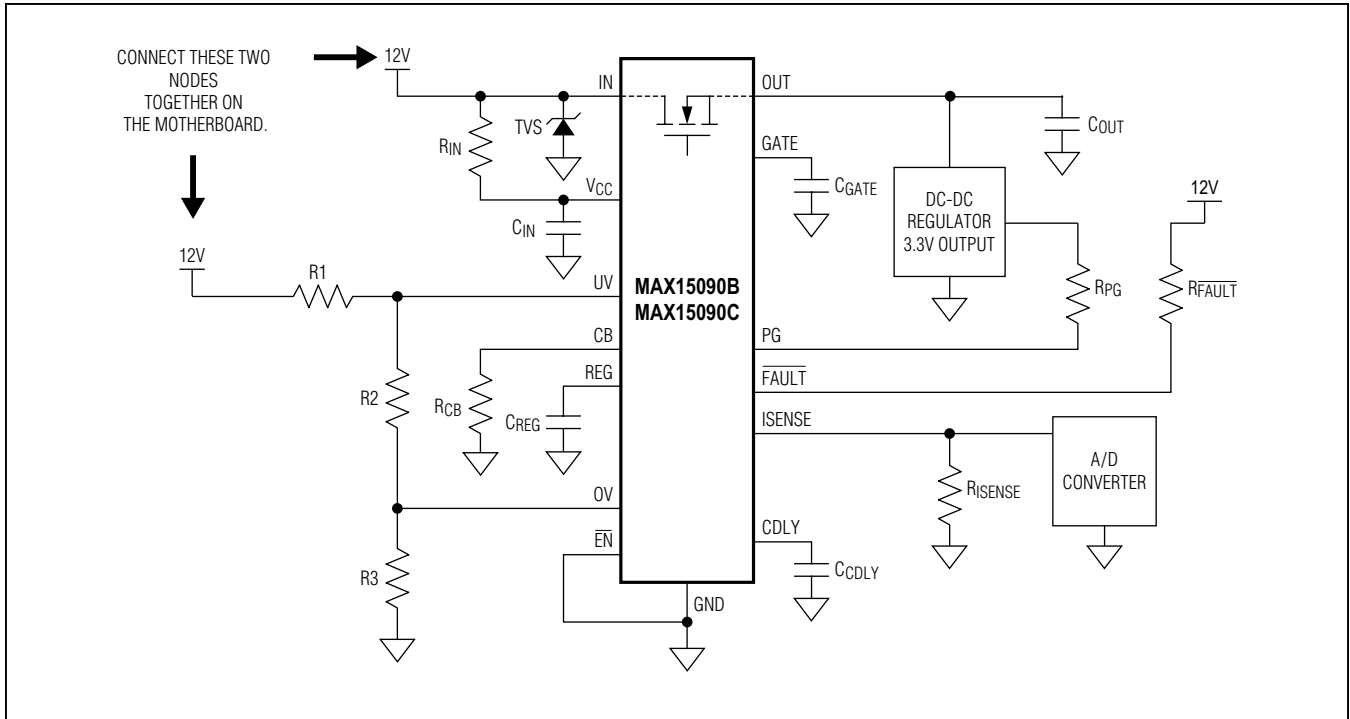 CONNECT THESE TWO
NODES
TOGETHER ON
THE MOTHERBOARD.
12V
IN
OUT
TVS
RIN
COUT
GATE
CGATE
VCC
CIN
DC-DC
REGULATOR
3.3V OUTPUT
12V
12V
R1
UV
MAX15090B
MAX15090C
RPG
RFAULT
CB
PG
REG
FAULT
R2
RCB
CREG
ISENSE
A/D
CONVERTER
RISENSE
OV
EN
CDLY
CCDLY
R3
GND